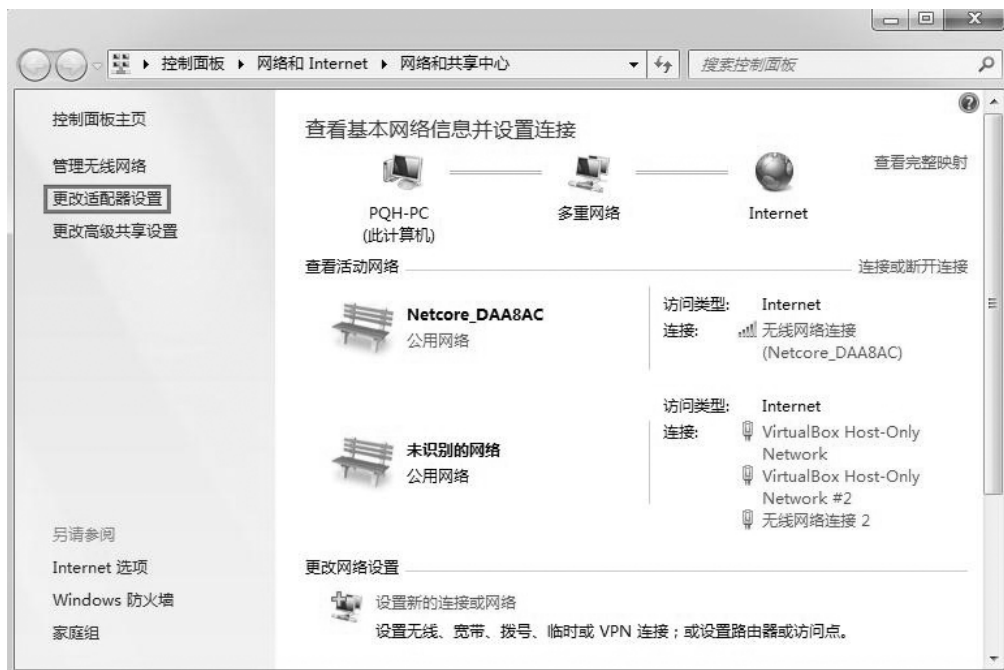 控制面板 ▸ 网络和 Internet ▸ 网络和共享中心
搜索控制面板
控制面板主页
管理无线网络
更改适配器设置
更改高级共享设置
另请参阅
Internet 选项
Windows 防火墙
家庭组
查看基本网络信息并设置连接
查看完整映射
PQH-PC
(此计算机)
多重网络
Internet
查看活动网络
连接或断开连接
Netcore_DAA8AC
公用网络
访问类型: Internet
连接: 无线网络连接
(Netcore_DAA8AC)
未识别的网络
公用网络
访问类型: Internet
连接: VirtualBox Host-Only
Network
VirtualBox Host-Only
Network #2
无线网络连接 2
更改网络设置
设置新的连接或网络
设置无线、宽带、拨号、临时或 VPN 连接；或设置路由器或访问点。